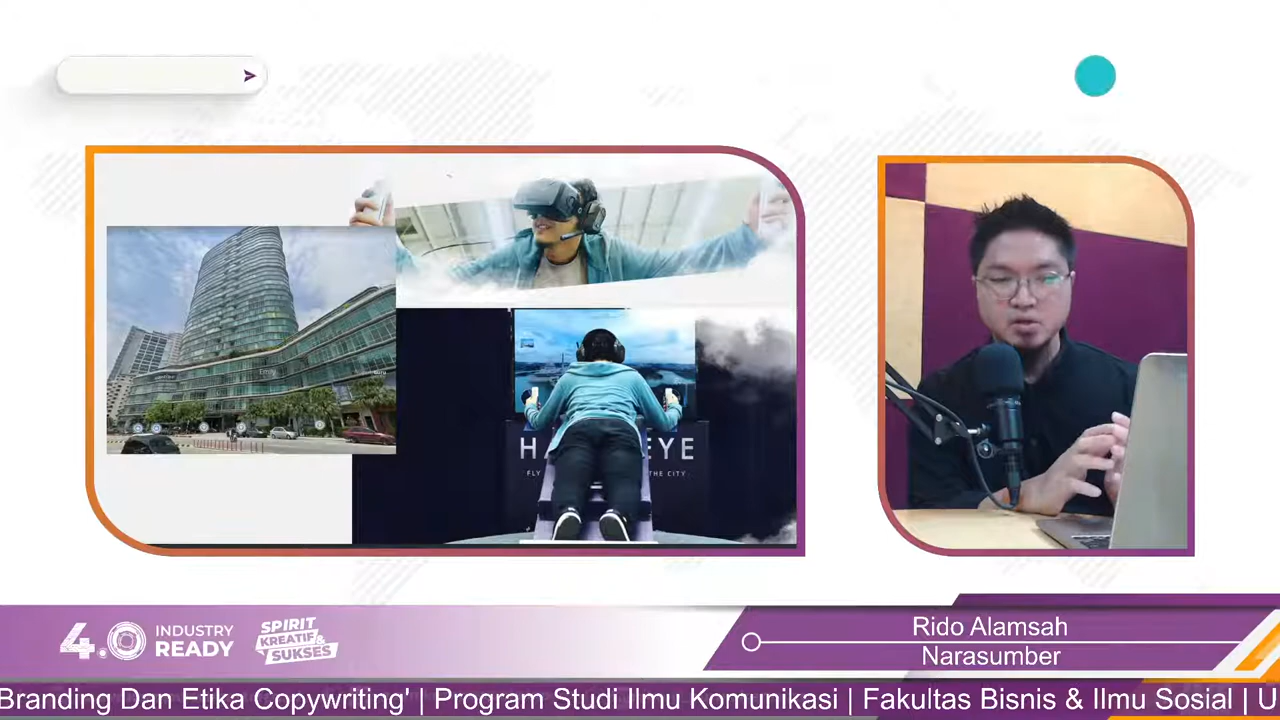 FLY
THE CITY
4.0 INDUSTRY
READY
SPIRIT
KREATIF &
SUKSES
Rido Alamsah
Narasumber
Branding Dan Etika Copywriting' | Program Studi Ilmu Komunikasi | Fakultas Bisnis & Ilmu Sosial | U